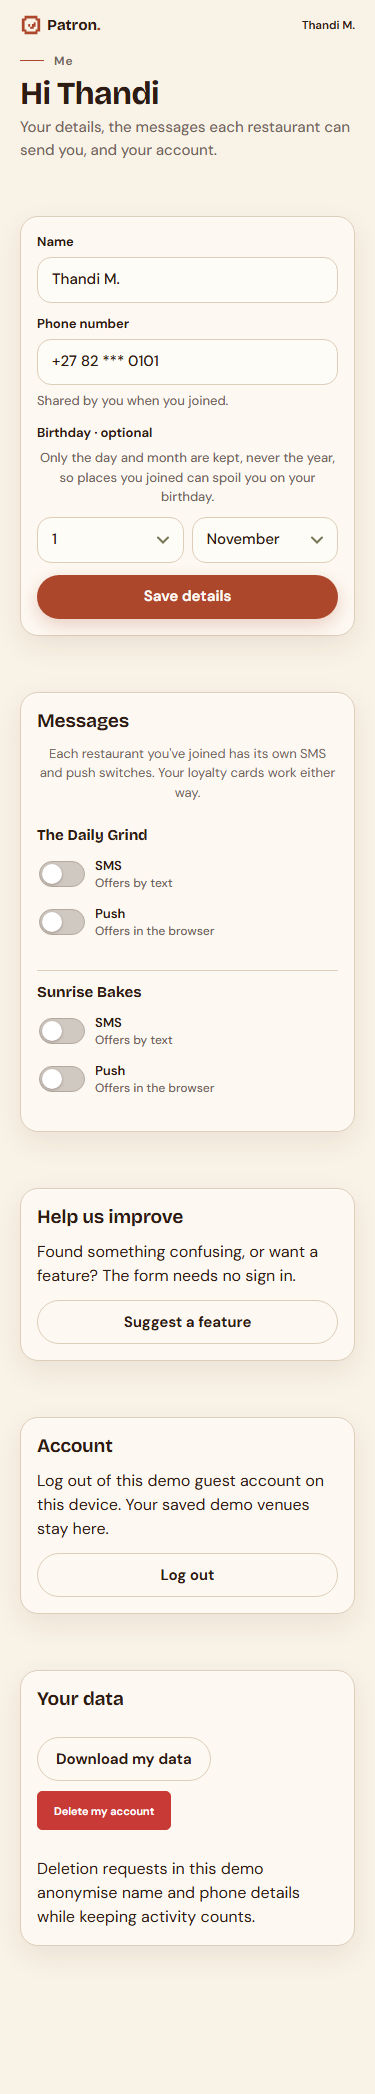 Patron.
Thandi M.
Me
Hi Thandi
Your details, the messages each restaurant can
send you, and your account.
Name
Thandi M.
Phone number
+27 82 *** 0101
Shared by you when you joined.
Birthday · optional
Only the day and month are kept, never the year,
so places you joined can spoil you on your
birthday.
1
November
Save details
Messages
Each restaurant you've joined has its own SMS
and push switches. Your loyalty cards work either
way.
The Daily Grind
SMS
Offers by text
Push
Offers in the browser
Sunrise Bakes
SMS
Offers by text
Push
Offers in the browser
Help us improve
Found something confusing, or want a
feature? The form needs no sign in.
Suggest a feature
Account
Log out of this demo guest account on
this device. Your saved demo venues
stay here.
Log out
Your data
Download my data
Delete my account
Deletion requests in this demo
anonymise name and phone details
while keeping activity counts.